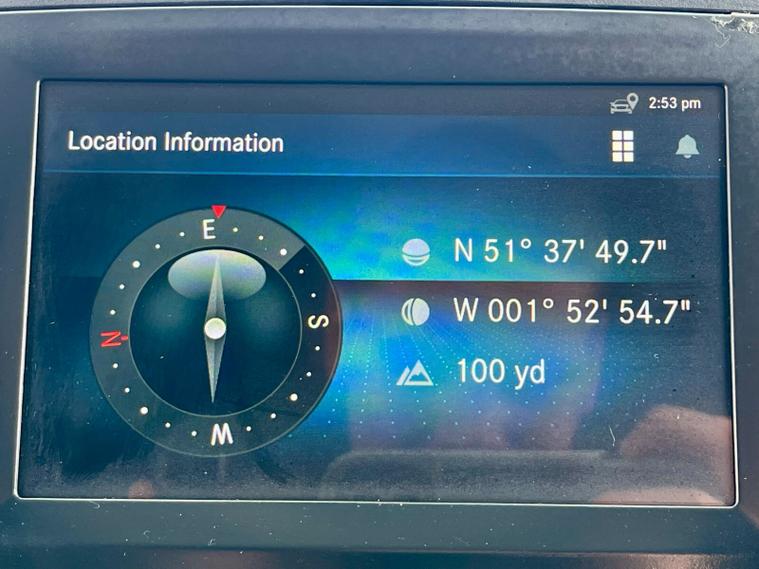 2:53 pm
Location Information
E
N 51° 37' 49.7"
W 001° 52' 54.7"
S
N
100 yd
W